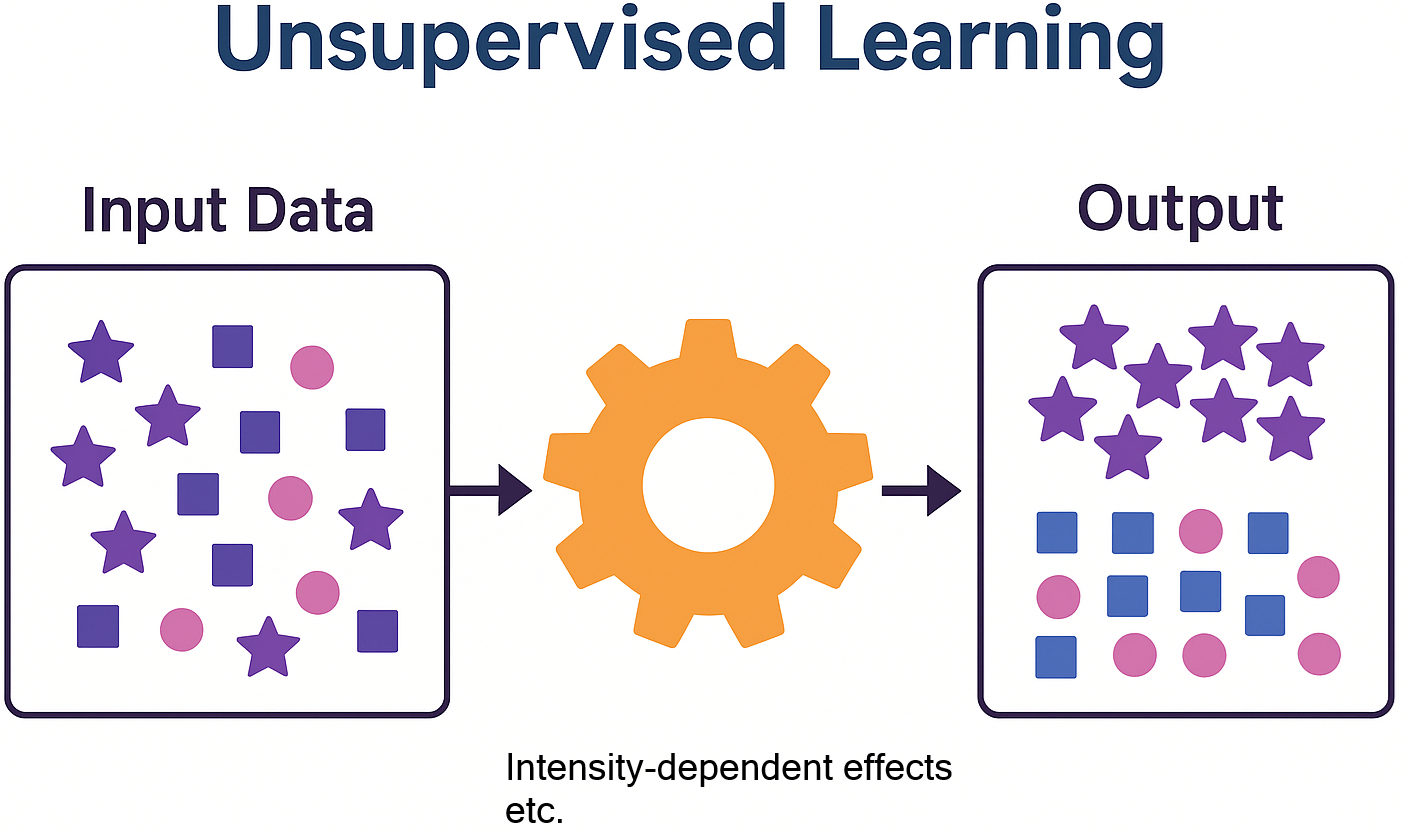 Unsupervised Learning
Input Data
Output
Intensity-dependent effects
etc.